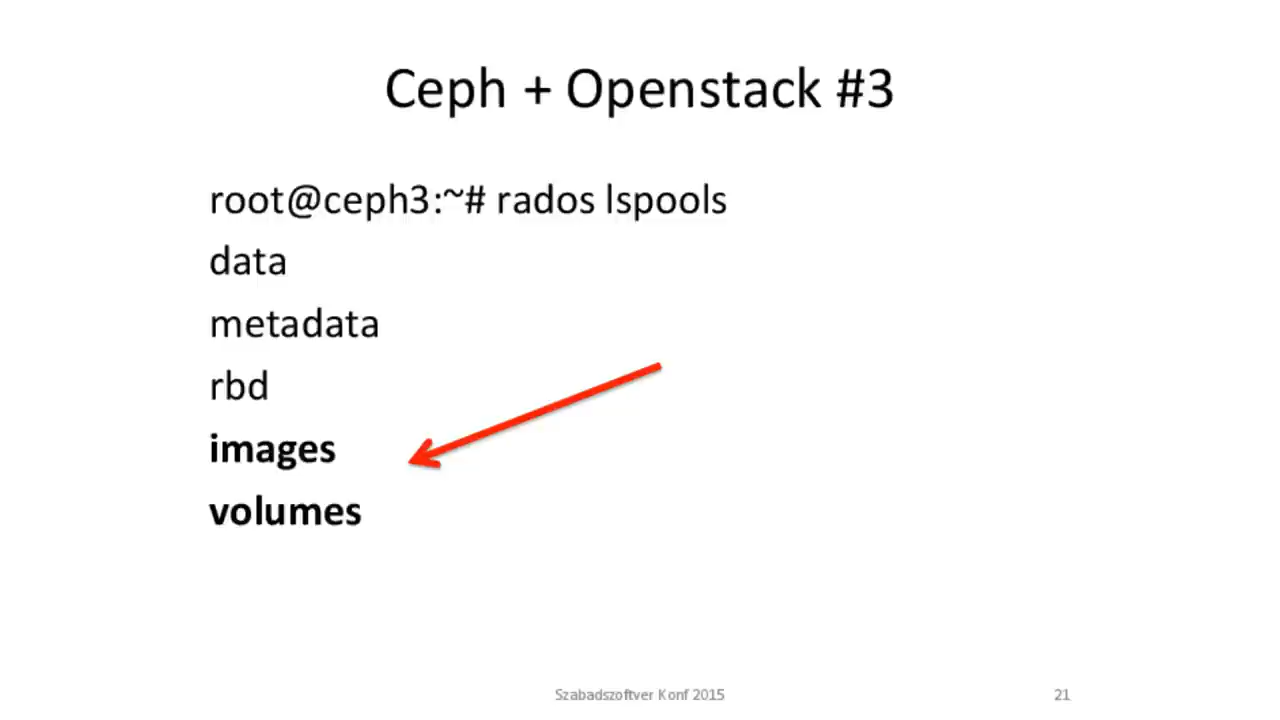 Ceph + Openstack #3
root@ceph3:~# rados lspools
data
metadata
rbd
images
volumes
Szabadszoftver Konf 2015
21